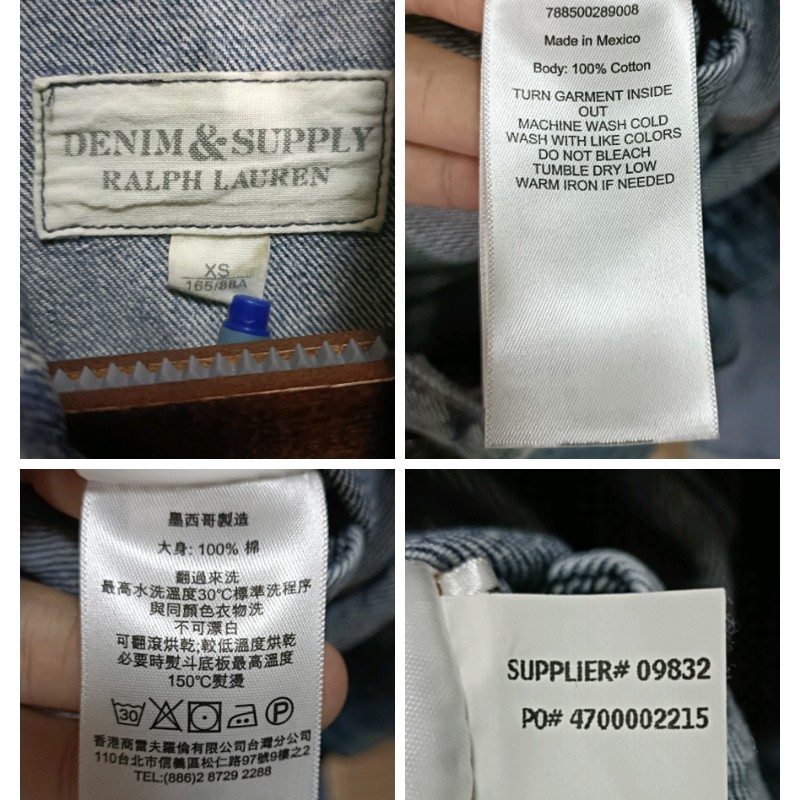 DENIM & SUPPLY
RALPH LAUREN
XS
165/88A
788500289008
Made in Mexico
Body: 100% Cotton
TURN GARMENT INSIDE
OUT
MACHINE WASH COLD
WASH WITH LIKE COLORS
DO NOT BLEACH
TUMBLE DRY LOW
WARM IRON IF NEEDED
墨西哥製造
大身: 100% 棉
翻過來洗
最高水洗溫度30℃標準洗程序
與同顏色衣物洗
不可漂白
可翻滾烘乾;較低溫度烘乾
必要時熨斗底板最高溫度
150℃熨燙
30 P
香港商雷夫羅倫有限公司台灣分公司
110台北市信義區松仁路97號9樓之2
TEL:(886)2 8729 2288
SUPPLIER# 09832
PO# 4700002215